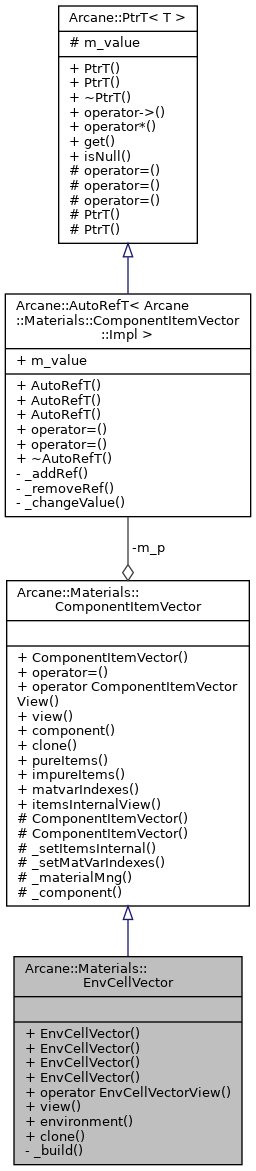 Arcane::PtrT< T >
# m_value
+ PtrT()
+ PtrT()
+ ~PtrT()
+ operator->()
+ operator*()
+ get()
+ isNull()
# operator=()
# operator=()
# operator=()
# PtrT()
# PtrT()
Arcane::AutoRefT< Arcane
::Materials::ComponentItemVector
::Impl >
+ m_value
+ AutoRefT()
+ AutoRefT()
+ AutoRefT()
+ operator=()
+ operator=()
+ ~AutoRefT()
- _addRef()
- _removeRef()
- _changeValue()
-m_p
Arcane::Materials::
ComponentItemVector
+ ComponentItemVector()
+ operator=()
+ operator ComponentItemVector
View()
+ view()
+ component()
+ clone()
+ pureItems()
+ impureItems()
+ matvarIndexes()
+ itemsInternalView()
# ComponentItemVector()
# ComponentItemVector()
# _setItemsInternal()
# _setMatVarIndexes()
# _materialMng()
# _component()
Arcane::Materials::
EnvCellVector
+ EnvCellVector()
+ EnvCellVector()
+ EnvCellVector()
+ EnvCellVector()
+ operator EnvCellVectorView()
+ view()
+ environment()
+ clone()
- _build()